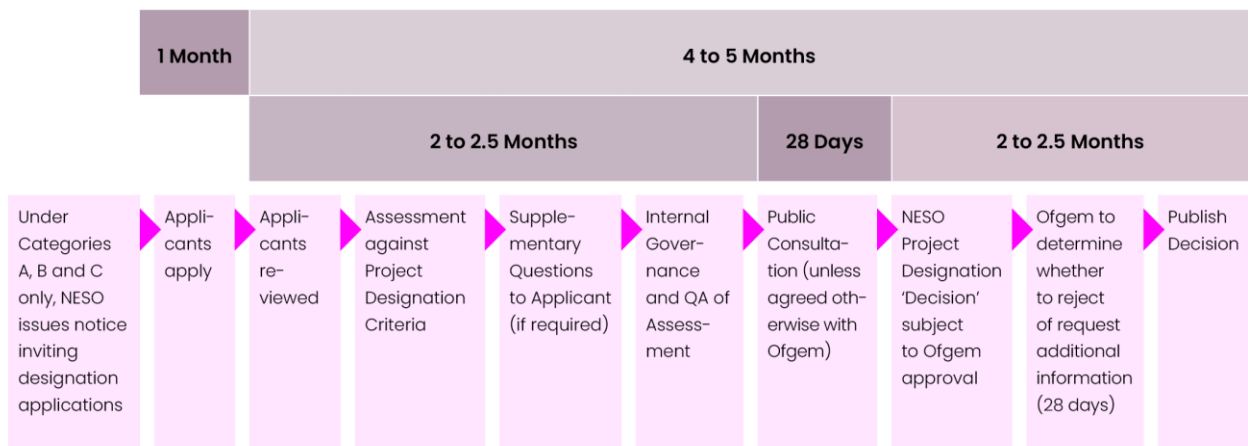 1 Month
4 to 5 Months
2 to 2.5 Months
28 Days
2 to 2.5 Months
Under
Categories
A, B and C
only, NESO
issues notice
inviting
designation
applications
Appli-
cants
apply
Appli-
cants
re-
viewed
Assessment
against
Project
Designation
Criteria
Supple-
mentary
Questions
to Applicant
(if required)
Internal
Gover-
nance
and QA of
Assess-
ment
Public
Consulta-
tion (unless
agreed oth-
erwise with
Ofgem)
NESO
Project
Designation
‘Decision’
subject
to Ofgem
approval
Ofgem to
determine
whether
to reject
of request
additional
information
(28 days)
Publish
Decision